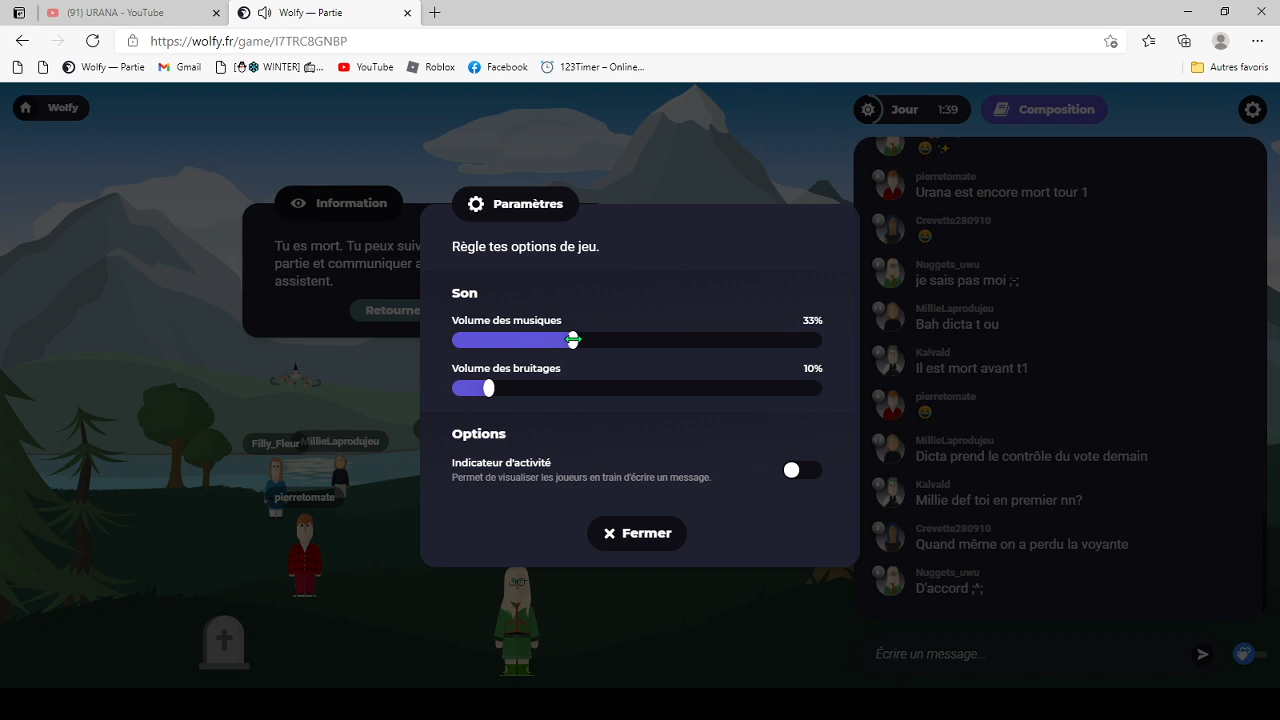 (91) URANA - YouTube
Wolfy — Partie
https://wolfy.fr/game/I7TRC8GNBP
Wolfy — Partie
Gmail
WINTER]
YouTube
Roblox
Facebook
123Timer – Online...
Autres favoris
Wolfy
Jour 1:39
Composition
Information
Tu es mort. Tu peux
partie et communiquer
assistent.
Paramètres
Règle tes options de jeu.
Son
Volume des musiques 33%
Volume des bruitages 10%
Options
Indicateur d'activité
Permet de visualiser les joueurs en train d'écrire un message.
Fermer
Filly_Fleur
MillieLaprodujeu
pierretomate
😂 ✨
pierretomate
Urana est encore mort tour 1
Crevette280910
😂
Nuggets_uwu
je sais pas moi ;-;
MillieLaprodujeu
Bah dicta t ou
Kalvald
Il est mort avant t1
pierretomate
😂
MillieLaprodujeu
Dicta prend le contrôle du vote demain
Kalvald
Millie def toi en premier nn?
Crevette280910
Quand même on a perdu la voyante
Nuggets_uwu
D'accord ;^;
Écrire un message...